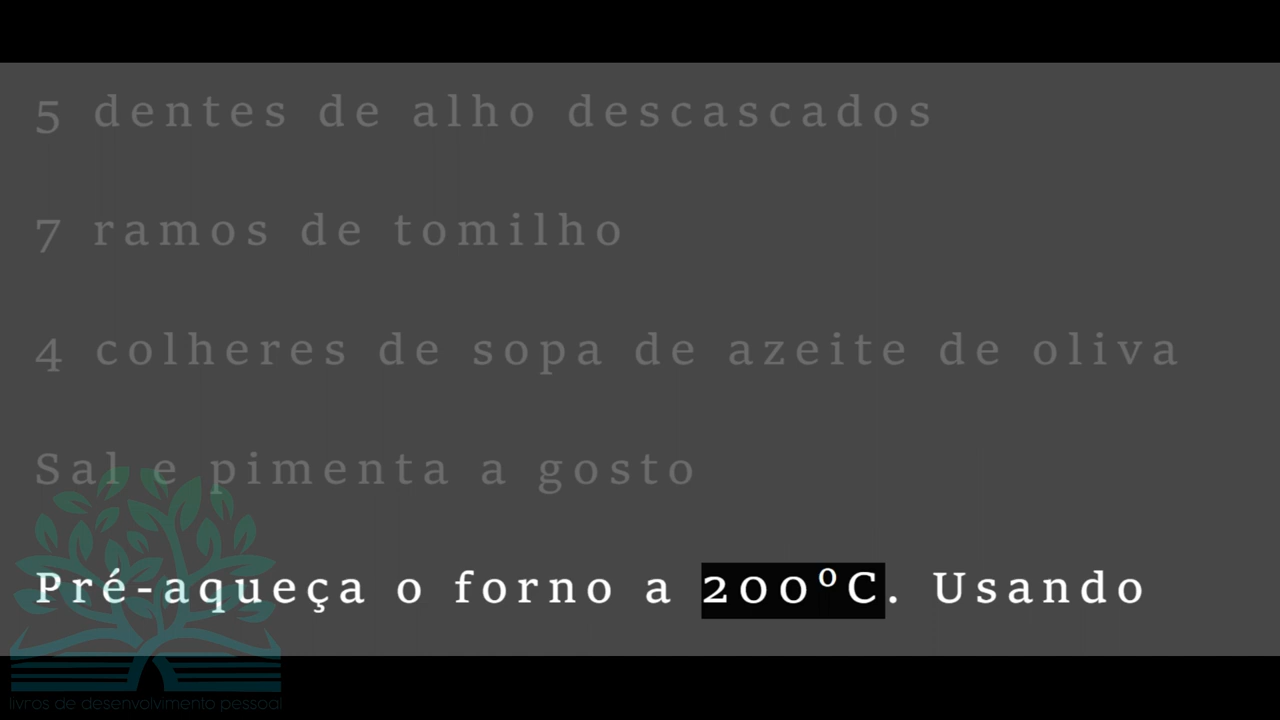 5 dentes de alho descascados
7 ramos de tomilho
4 colheres de sopa de azeite de oliva
Sal e pimenta a gosto
Pré-aqueça o forno a 200ºC. Usando
livros de desenvolvimento pessoal